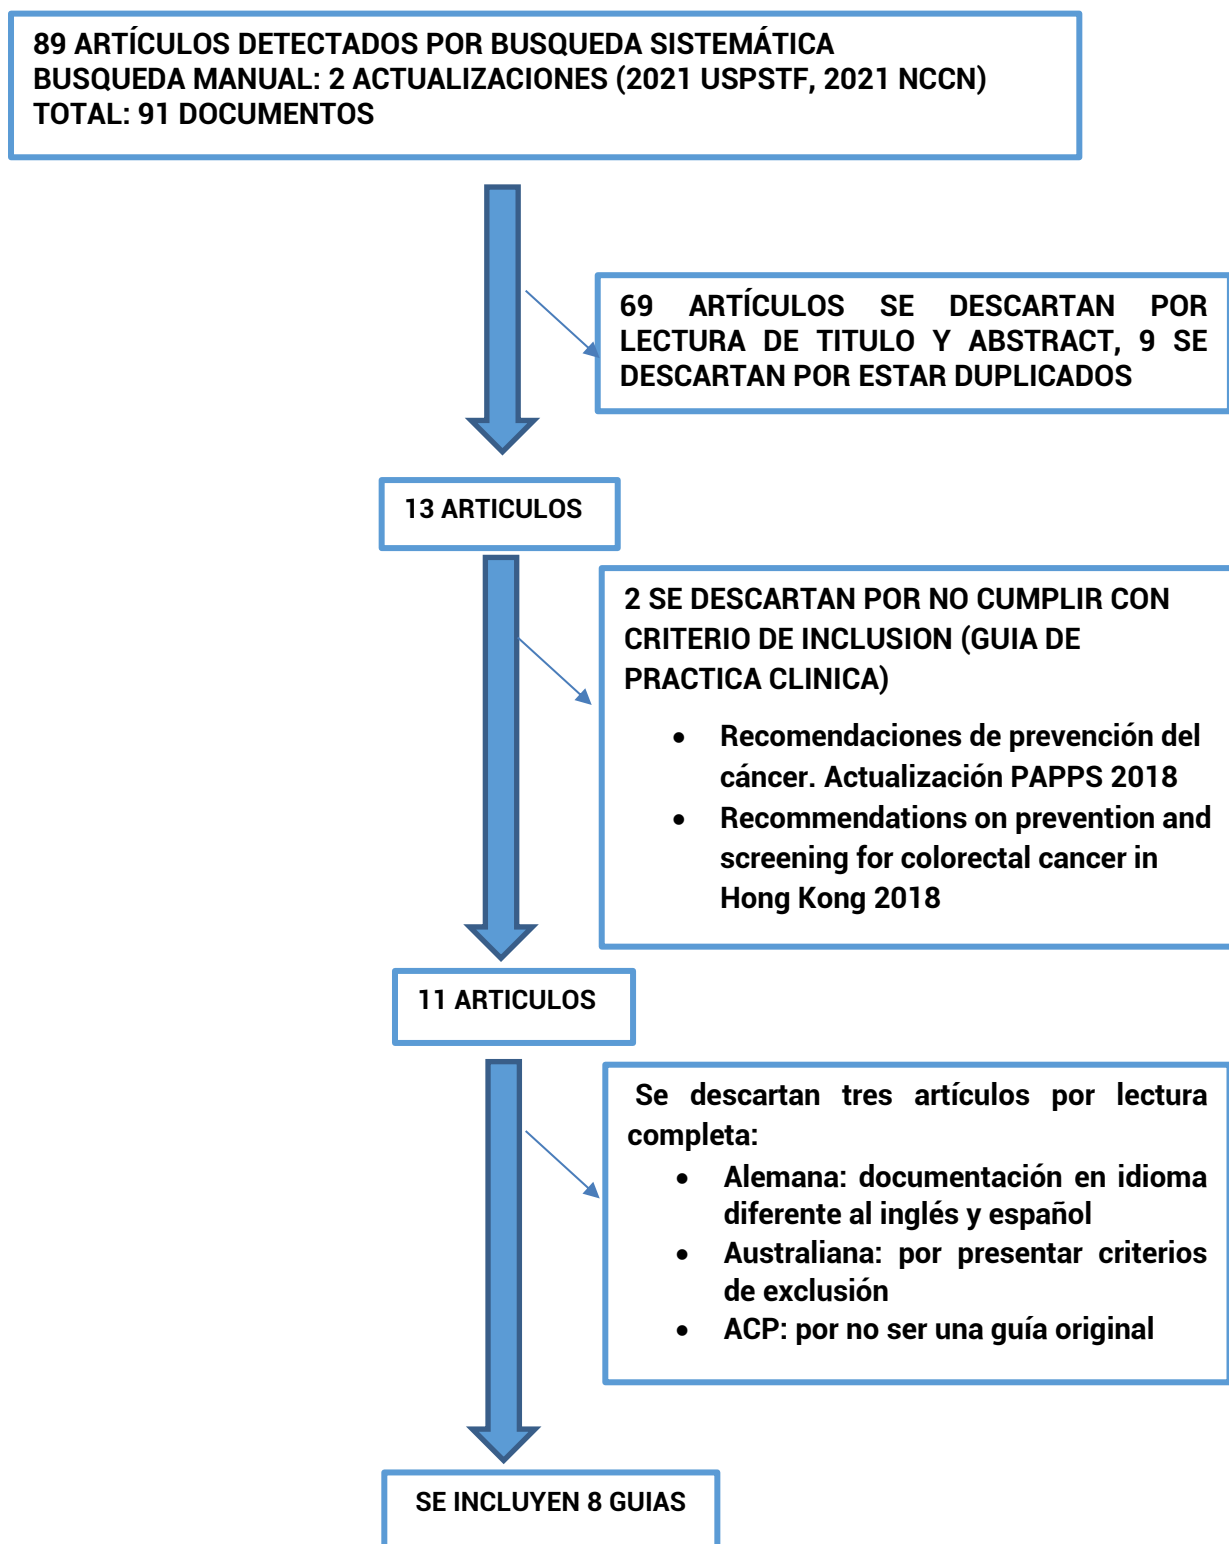 89 ARTÍCULOS DETECTADOS POR BUSQUEDA SISTEMÁTICA
BUSQUEDA MANUAL: 2 ACTUALIZACIONES (2021 USPSTF, 2021 NCCN)
TOTAL: 91 DOCUMENTOS
69 ARTÍCULOS SE DESCARTAN POR
LECTURA DE TITULO Y ABSTRACT, 9 SE
DESCARTAN POR ESTAR DUPLICADOS
13 ARTICULOS
2 SE DESCARTAN POR NO CUMPLIR CON
CRITERIO DE INCLUSION (GUIA DE
PRACTICA CLINICA)
• Recomendaciones de prevención del
cáncer. Actualización PAPPS 2018
• Recommendations on prevention and
screening for colorectal cancer in
Hong Kong 2018
11 ARTICULOS
Se descartan tres artículos por lectura
completa:
• Alemana: documentación en idioma
diferente al inglés y español
• Australiana: por presentar criterios
de exclusión
• ACP: por no ser una guía original
SE INCLUYEN 8 GUIAS